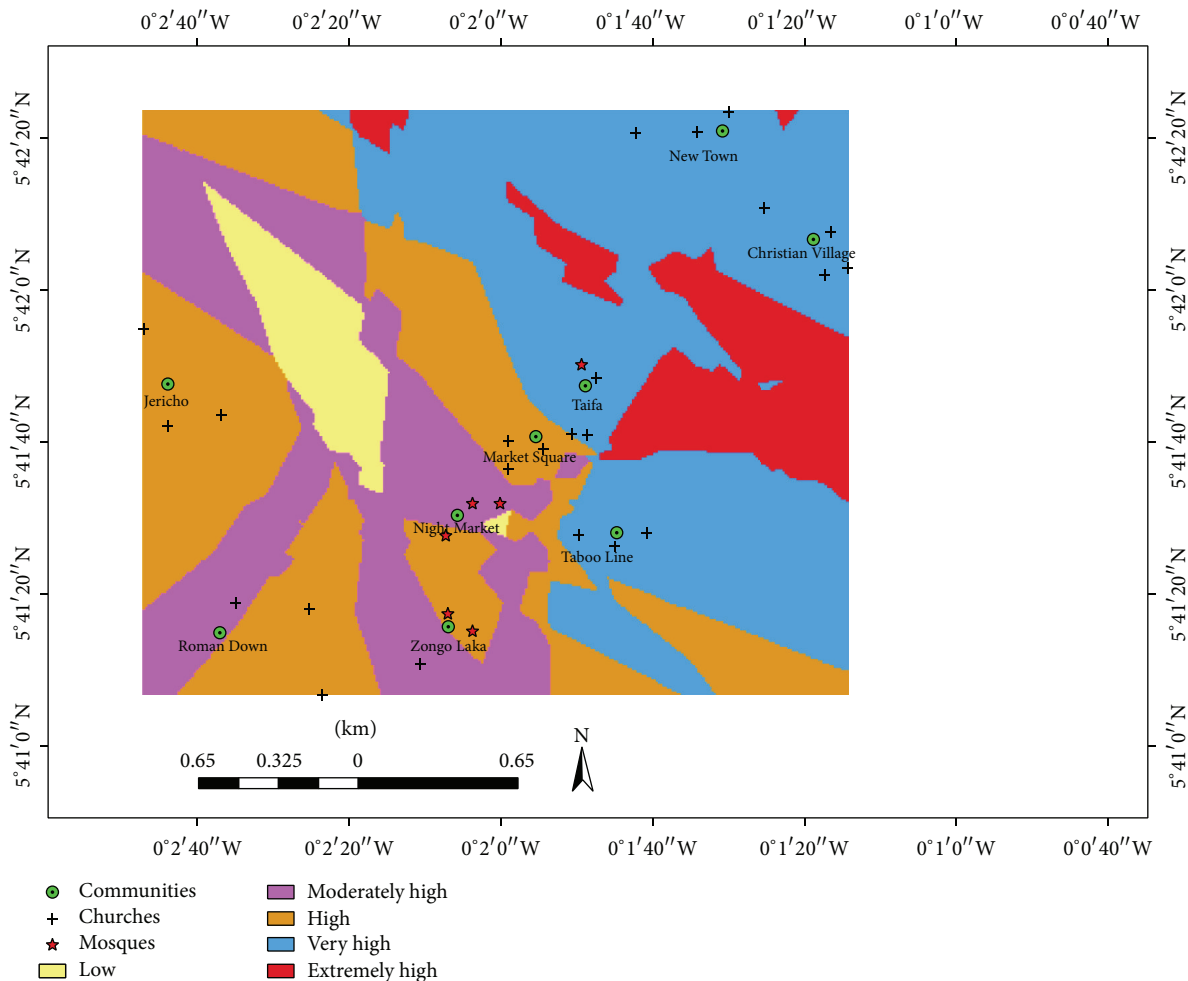 0°2′40″W 0°2′20″W 0°2′0″W 0°1′40″W 0°1′20″W 0°1′0″W 0°0′40″W
5°42′20″N
5°42′0″N
5°41′40″N
5°41′20″N
5°41′0″N
New Town
Christian Village
Jericho
Taifa
Market Square
Night Market
Taboo Line
Roman Down
Zongo Laka
5°42′20″N
5°42′0″N
5°41′40″N
5°41′20″N
5°41′0″N
(km)
0.65 0.325 0 0.65
N
0°2′40″W 0°2′20″W 0°2′0″W 0°1′40″W 0°1′20″W 0°1′0″W 0°0′40″W
Communities
Churches
Mosques
Low
Moderately high
High
Very high
Extremely high